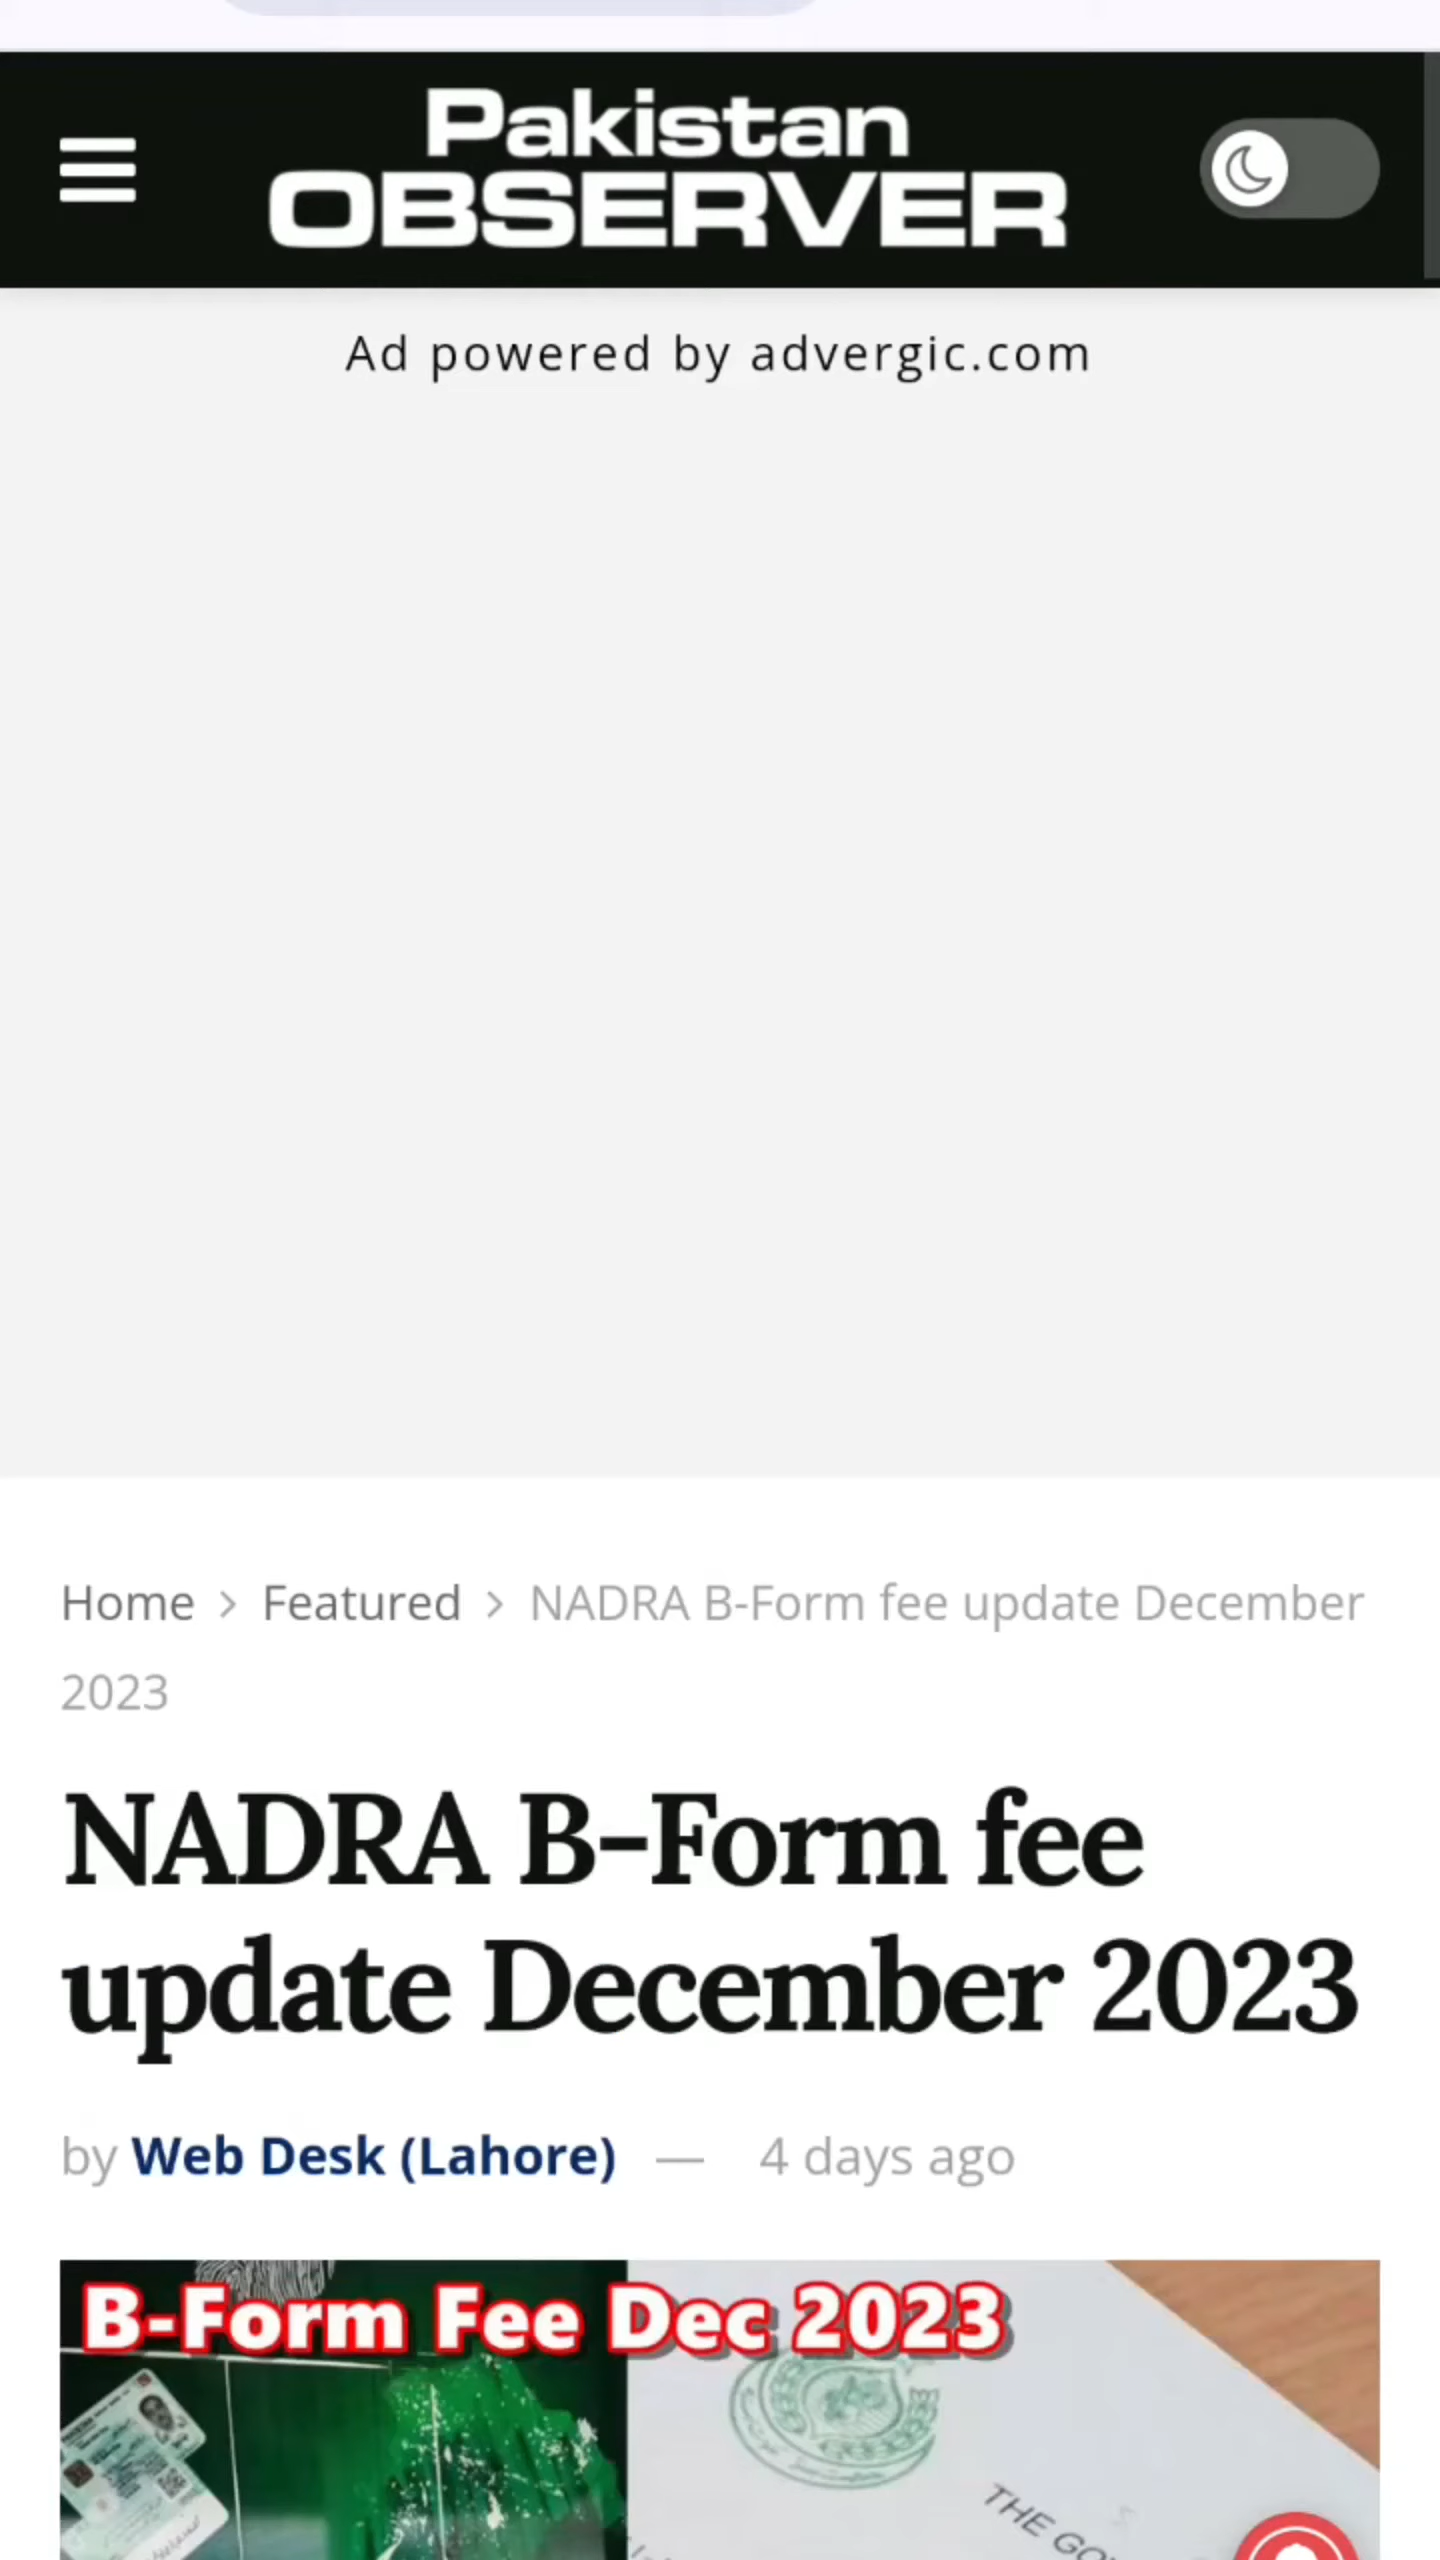 Pakistan
OBSERVER
Ad powered by advergic.com
Home > Featured > NADRA B-Form fee update December
2023
NADRA B-Form fee
update December 2023
by Web Desk (Lahore) — 4 days ago
B-Form Fee Dec 2023
THE GO